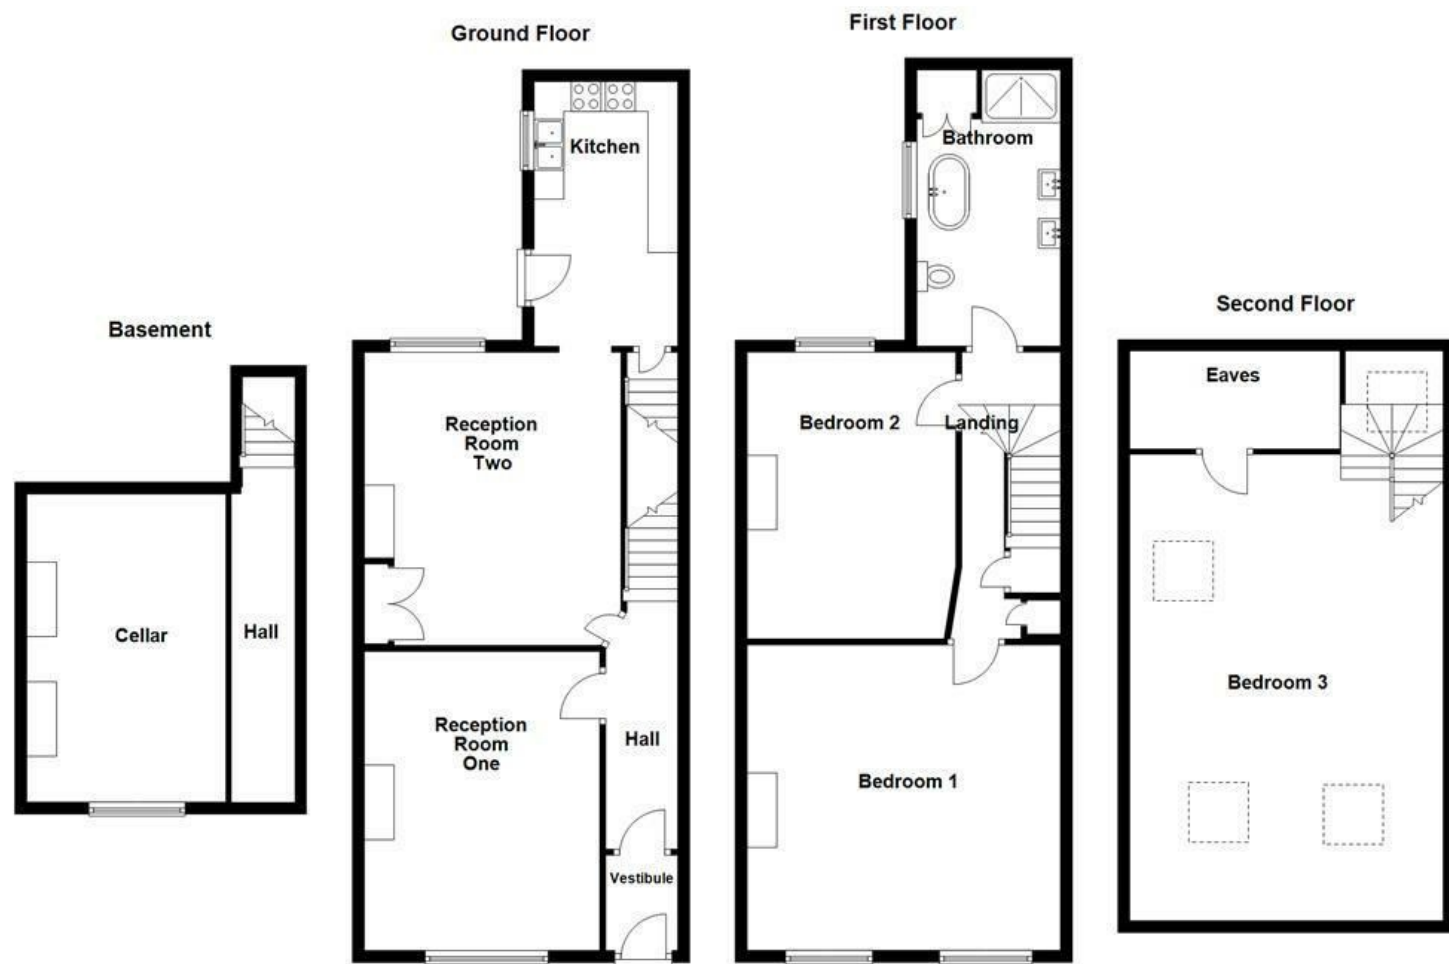 Basement
Cellar
Hall
Ground Floor
Kitchen
Reception
Room
Two
Reception
Room
One
Hall
Vestibule
First Floor
Bathroom
Bedroom 2
Landing
Bedroom 1
Second Floor
Eaves
Bedroom 3